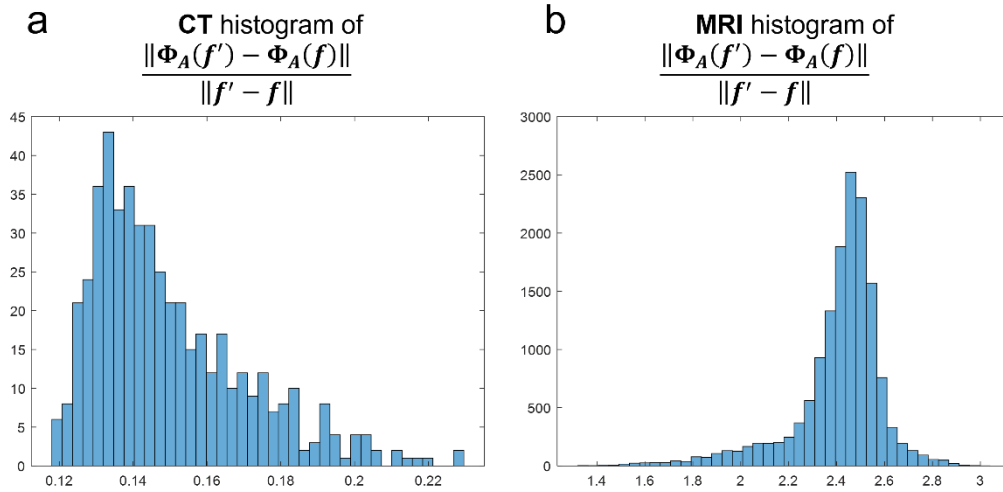 a
CT histogram of
‖Φ_A(f′) − Φ_A(f)‖
‖f′ − f‖
45
40
35
30
25
20
15
10
5
0
0.12 0.14 0.16 0.18 0.2 0.22
b
MRI histogram of
‖Φ_A(f′) − Φ_A(f)‖
‖f′ − f‖
3000
2500
2000
1500
1000
500
0
1.4 1.6 1.8 2 2.2 2.4 2.6 2.8 3